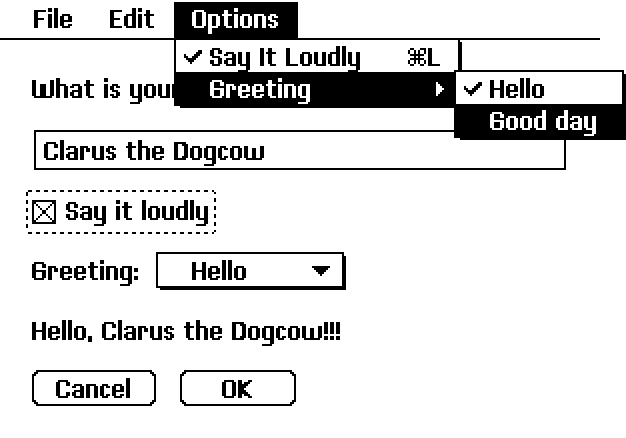 File Edit Options
✓ Say It Loudly ⌘L
Greeting
✓ Hello
Good day
What is you
Clarus the Dogcow
Say it loudly
Greeting: Hello
Hello, Clarus the Dogcow!!!
Cancel OK